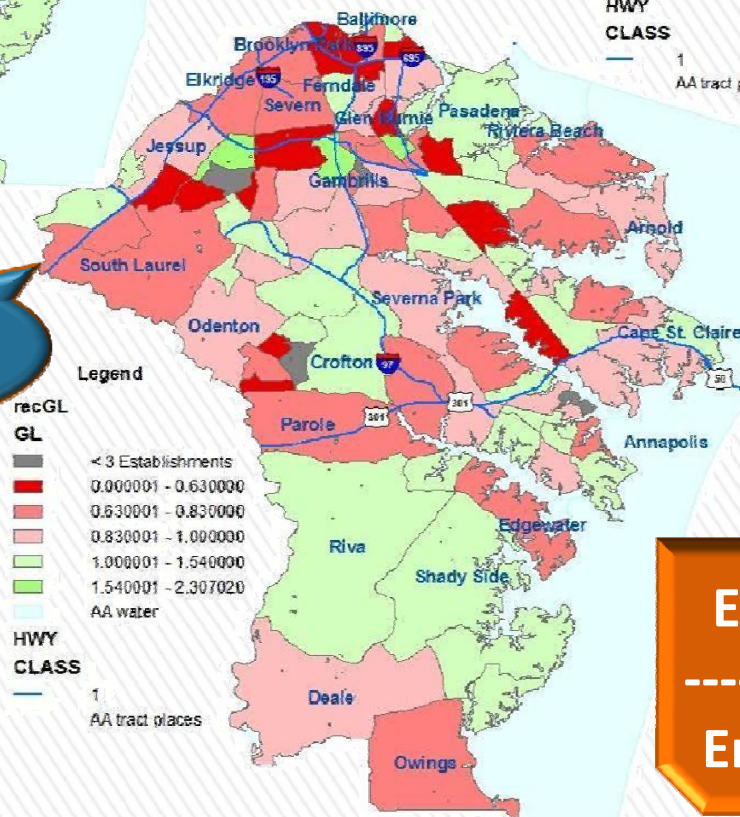 HWY
CLASS
1
AA tract
Baltimore
Brooklyn Park
895
695
Elkridge
195
Ferndale
Severn
Glen Burnie
Pasadena
Riviera Beach
Jessup
Gambrills
Arnold
South Laurel
Severna Park
Odenton
Cape St. Claire
Crofton
97
50
Parole
301
301
Annapolis
Edgewater
Riva
Shady Side
Deale
Owings
Legend
recGL
GL
< 3 Establishments
0.000001 - 0.630000
0.630001 - 0.830000
0.830001 - 1.000000
1.000001 - 1.540000
1.540001 - 2.307020
AA water
HWY
CLASS
1
AA tract places
E
----